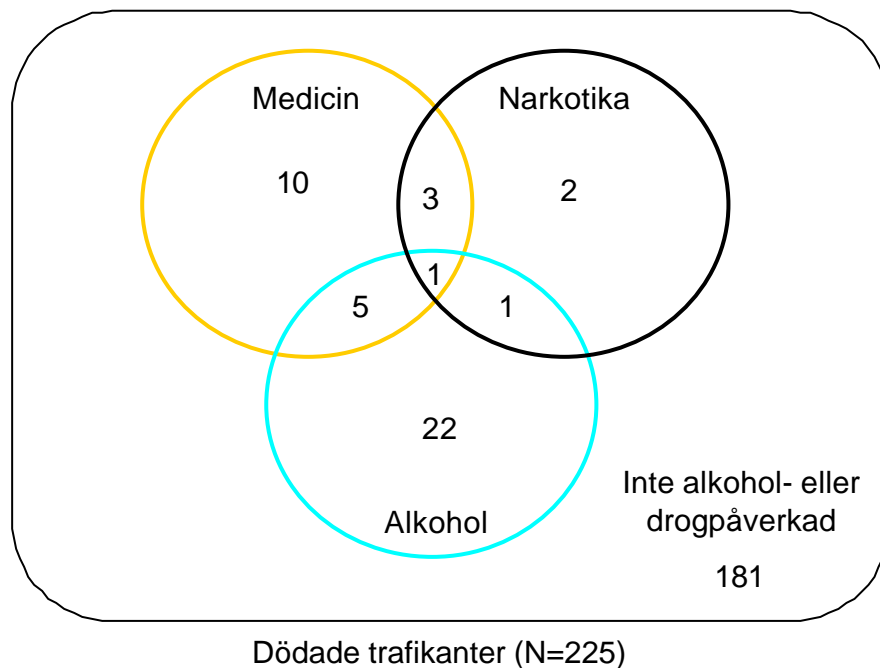 Medicin
Narkotika
10
3
2
1
5
1
22
Alkohol
Inte alkohol- eller
drogpåverkad
181
Dödade trafikanter (N=225)